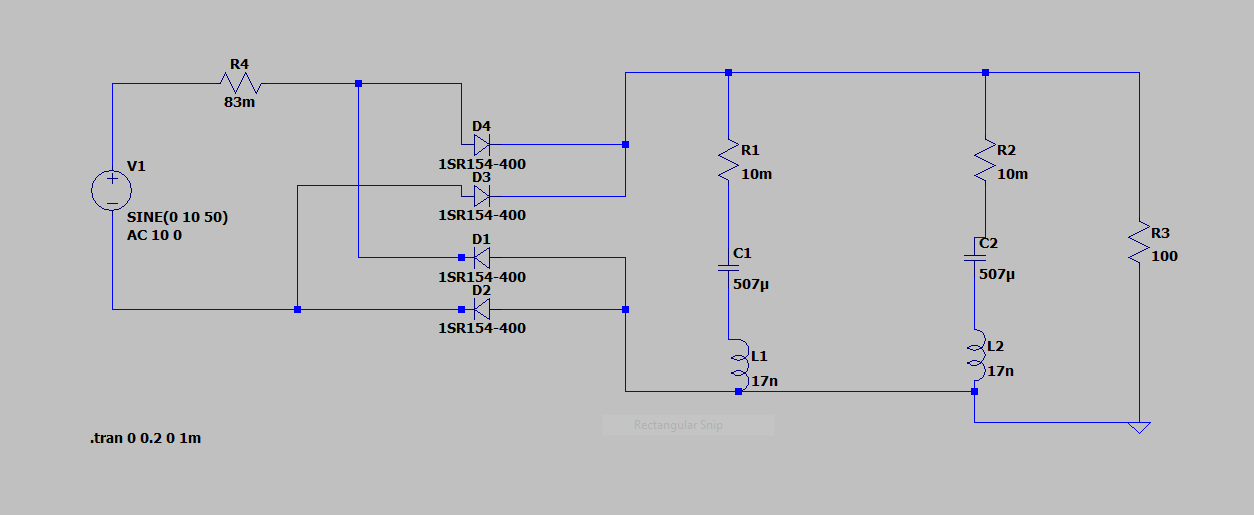 R4
83m
V1
SINE(0 10 50)
AC 10 0
D4
1SR154-400
D3
1SR154-400
D1
1SR154-400
D2
1SR154-400
R1
10m
C1
507µ
L1
17n
R2
10m
C2
507µ
L2
17n
R3
100
Rectangular Snip
.tran 0 0.2 0 1m